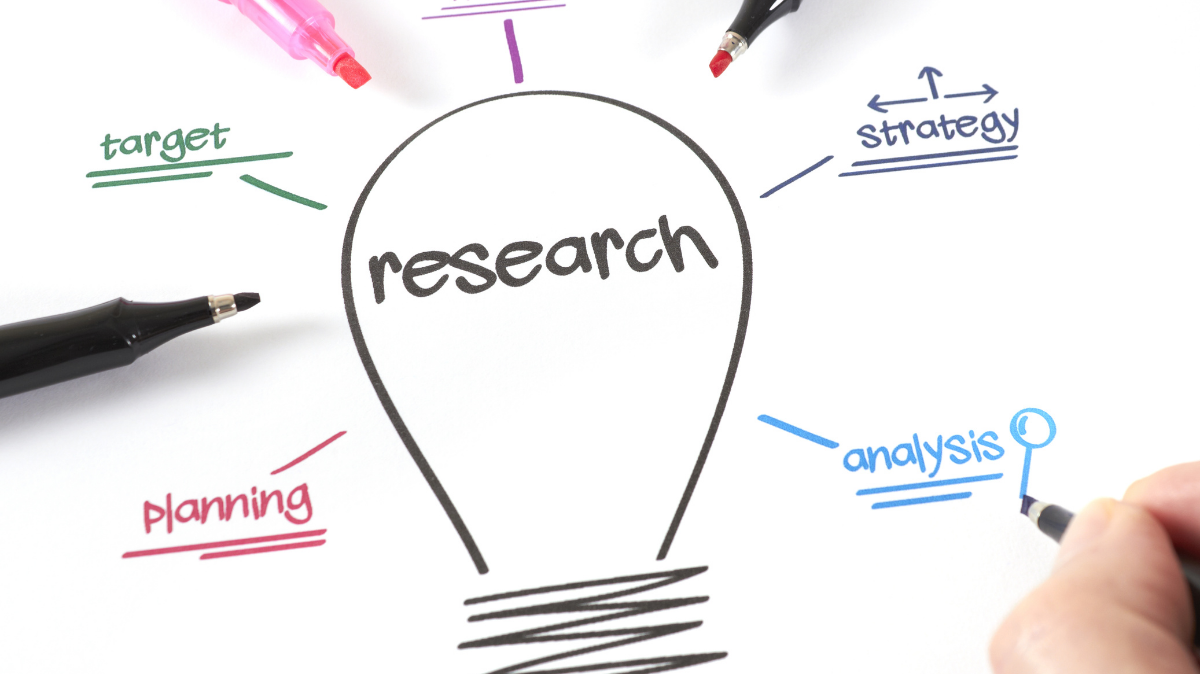 target
strategy
research
analysis
planning